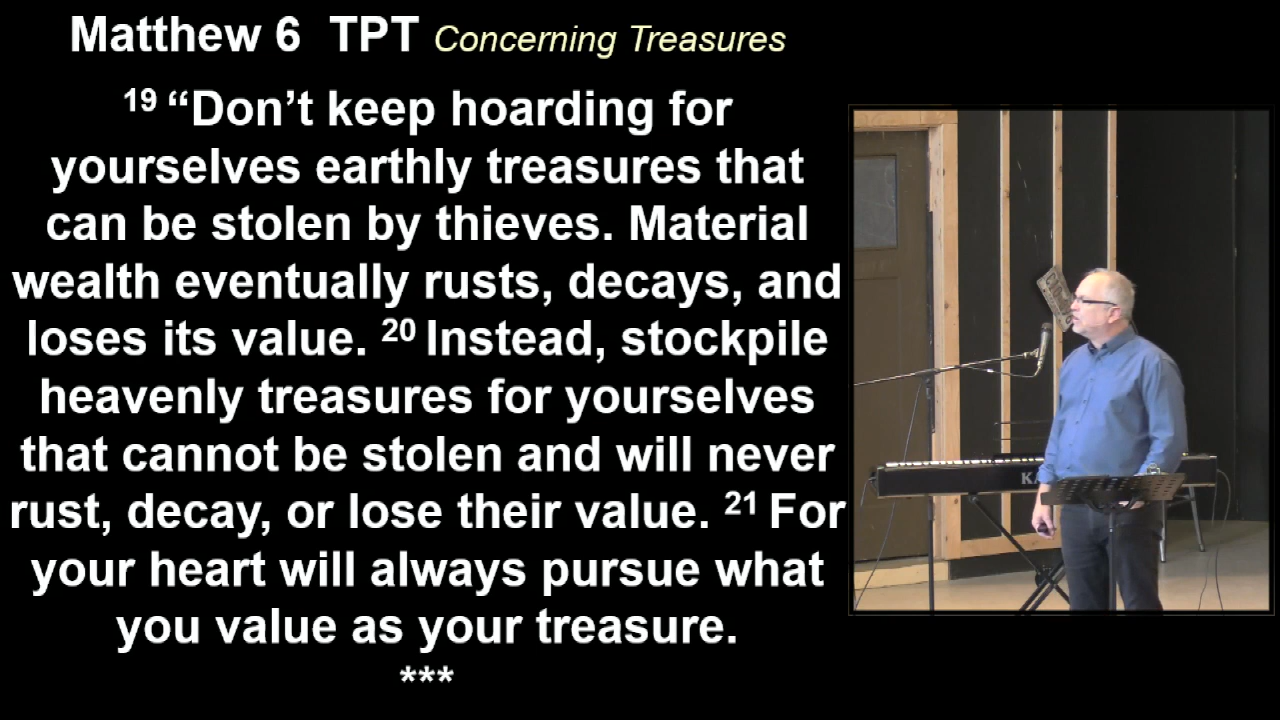 Matthew 6 TPT Concerning Treasures
19 “Don’t keep hoarding for
yourselves earthly treasures that
can be stolen by thieves. Material
wealth eventually rusts, decays, and
loses its value. 20 Instead, stockpile
heavenly treasures for yourselves
that cannot be stolen and will never
rust, decay, or lose their value. 21 For
your heart will always pursue what
you value as your treasure.
***